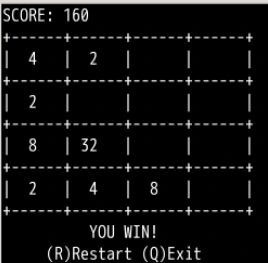 SCORE: 160
+------+------+------+------+
| 4 | 2 | | |
+------+------+------+------+
| 2 | | | |
+------+------+------+------+
| 8 | 32 | | |
+------+------+------+------+
| 2 | 4 | 8 | |
+------+------+------+------+
YOU WIN!
(R)Restart (Q)Exit